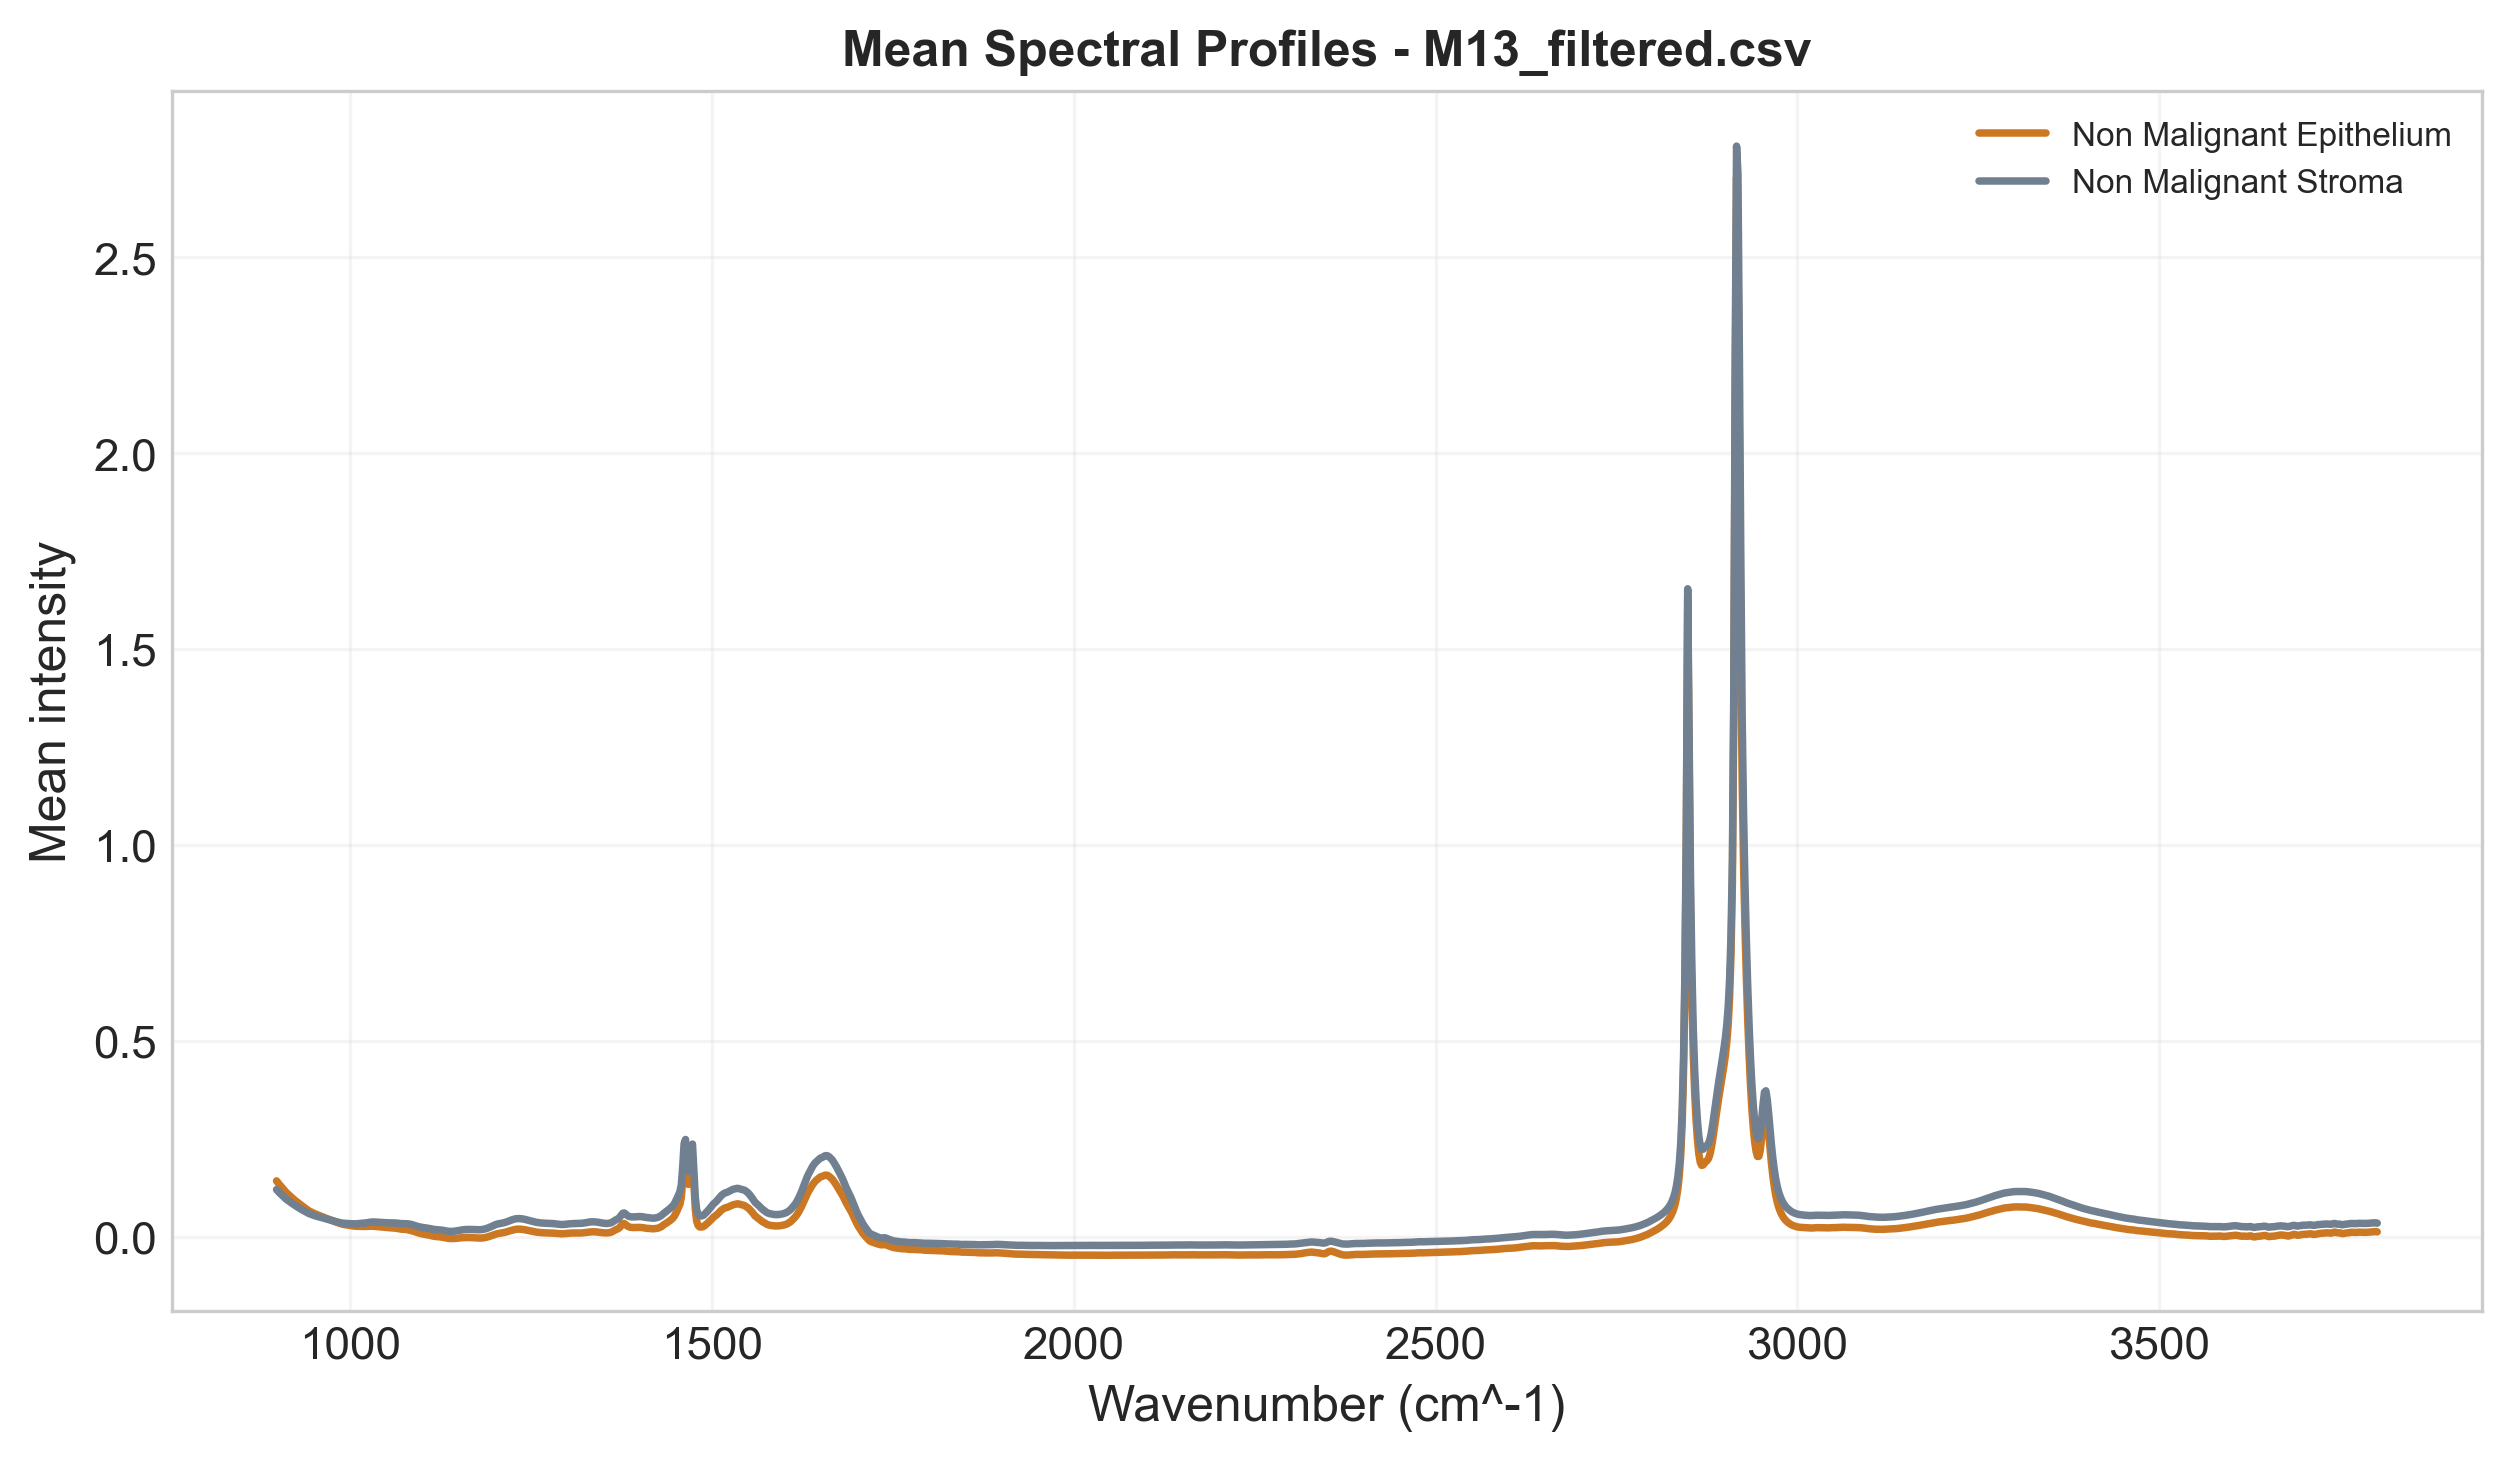 Mean Spectral Profiles - M13_filtered.csv
Non Malignant Epithelium
Non Malignant Stroma
Mean intensity
2.5
2.0
1.5
1.0
0.5
0.0
1000 1500 2000 2500 3000 3500
Wavenumber (cm^-1)